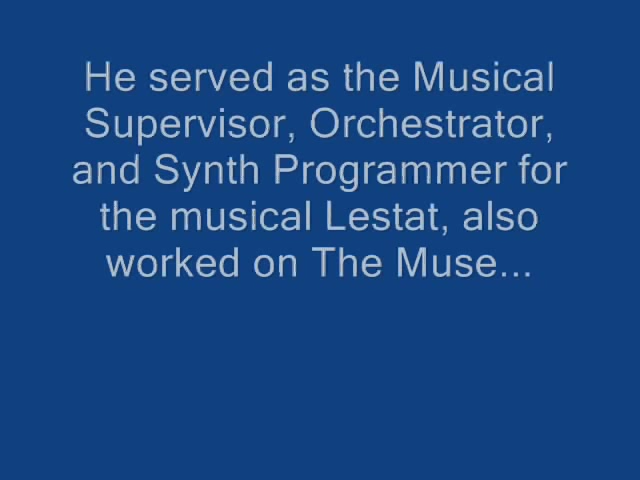 He served as the Musical
Supervisor, Orchestrator,
and Synth Programmer for
the musical Lestat, also
worked on The Muse...